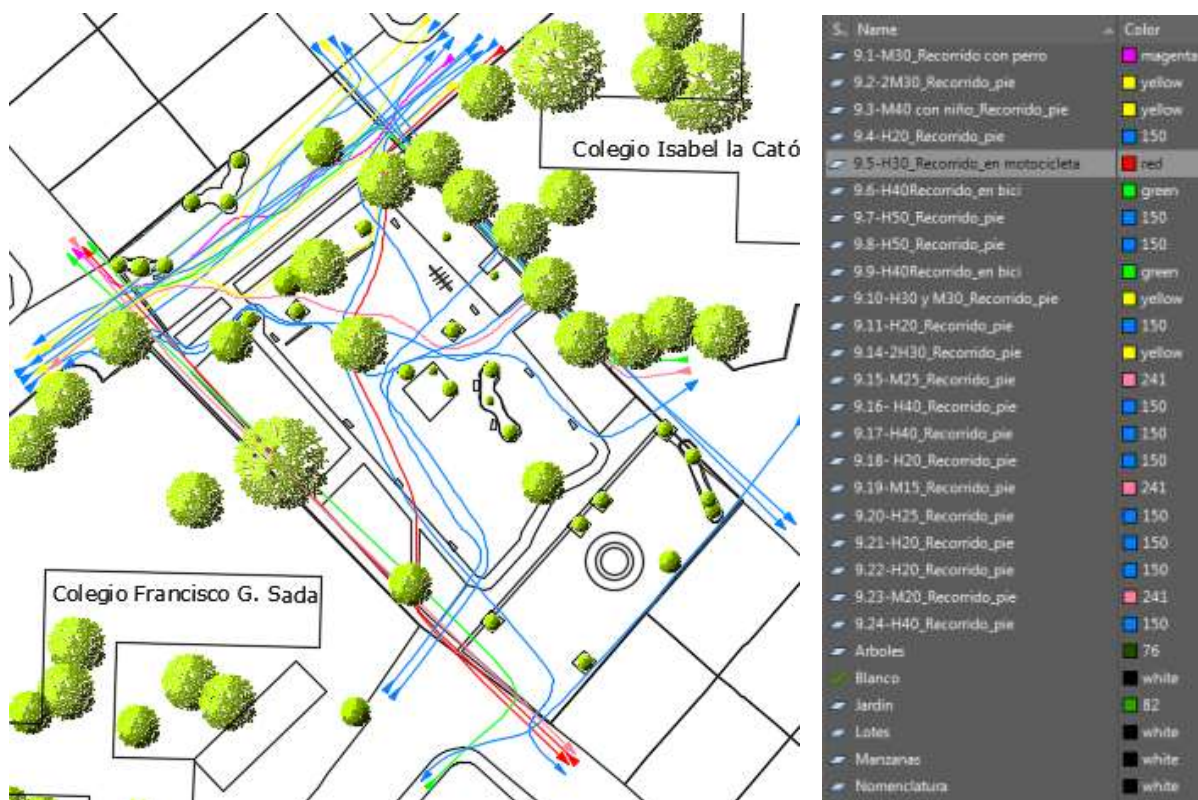 Colegio Isabel la Cató
Colegio Francisco G. Sada
S.. Name Color
9.1-M30_Recorrido con perro magenta
9.2-2M30_Recorrido_pie yellow
9.3-M40 con niño_Recorrido_pie yellow
9.4-H20_Recorrido_pie 150
9.5-H30_Recorrido_en motocicleta red
9.6-H40Recorrido_en bici green
9.7-H50_Recorrido_pie 150
9.8-H50_Recorrido_pie 150
9.9-H40Recorrido_en bici green
9.10-H30 y M30_Recorrido_pie yellow
9.11-H20_Recorrido_pie 150
9.14-2H30_Recorrido_pie yellow
9.15-M25_Recorrido_pie 241
9.16- H40_Recorrido_pie 150
9.17-H40_Recorrido_pie 150
9.18- H20_Recorrido_pie 150
9.19-M15_Recorrido_pie 241
9.20-H25_Recorrido_pie 150
9.21-H20_Recorrido_pie 150
9.22-H20_Recorrido_pie 150
9.23-M20_Recorrido_pie 241
9.24-H40_Recorrido_pie 150
Arboles 76
Blanco white
Jardin 82
Lotes white
Manzanas white
Nomenclatura white